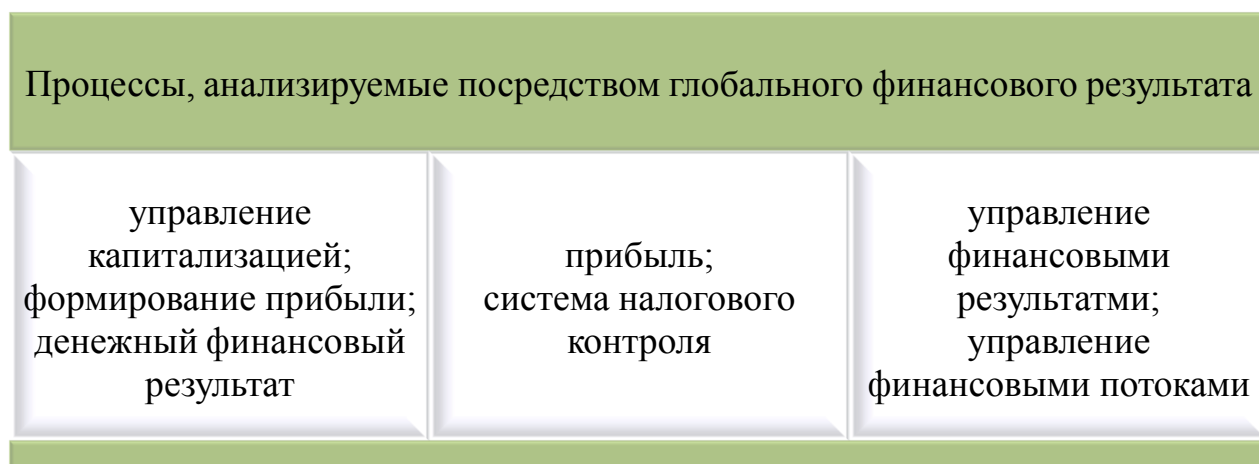 Процессы, анализируемые посредством глобального финансового результата
управление
капитализацией;
формирование прибыли;
денежный финансовый
результат
прибыль;
система налогового
контроля
управление
финансовыми
результатми;
управление
финансовыми потоками